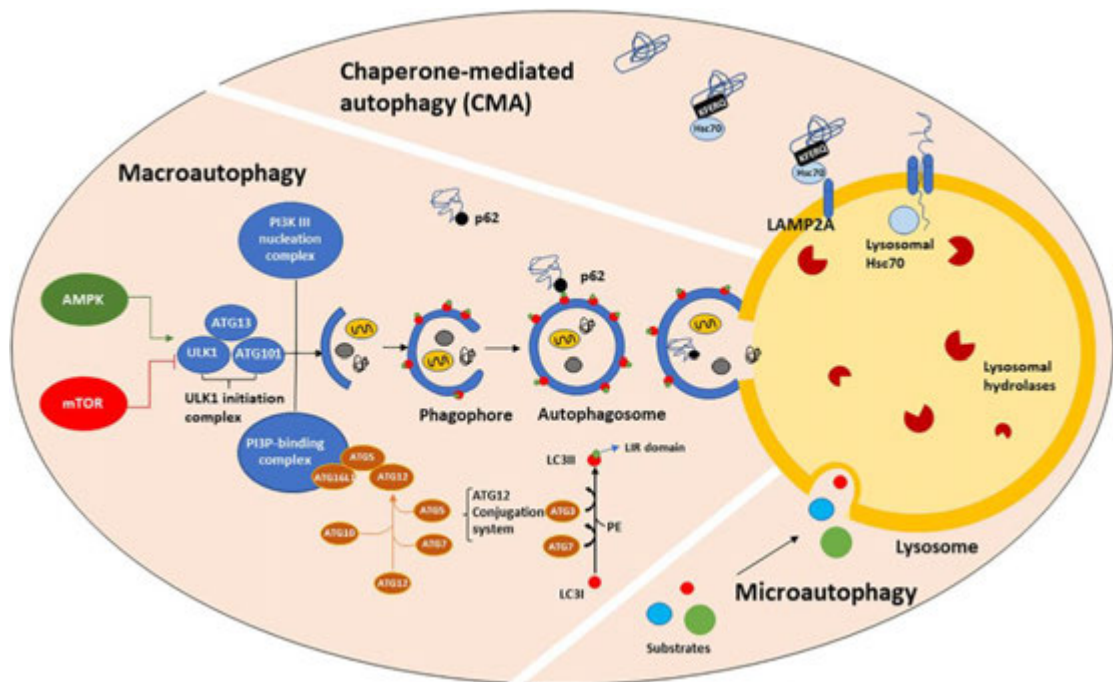 Chaperone-mediated
autophagy (CMA)
KFERQ
Hsc70
KFERQ
Hsc70
LAMP2A
Lysosomal
Hsc70
Lysosomal
hydrolases
Lysosome
Macroautophagy
p62
PI3K III
nucleation
complex
AMPK
ATG13
ULK1
ATG101
mTOR
ULK1 initiation
complex
PI3P-binding
complex
p62
Phagophore
Autophagosome
ATG5
ATG16L1
ATG12
ATG5
ATG10
ATG7
ATG12
ATG12
Conjugation
system
LC3II
LIR domain
ATG3
PE
ATG7
LC3I
Microautophagy
Substrates